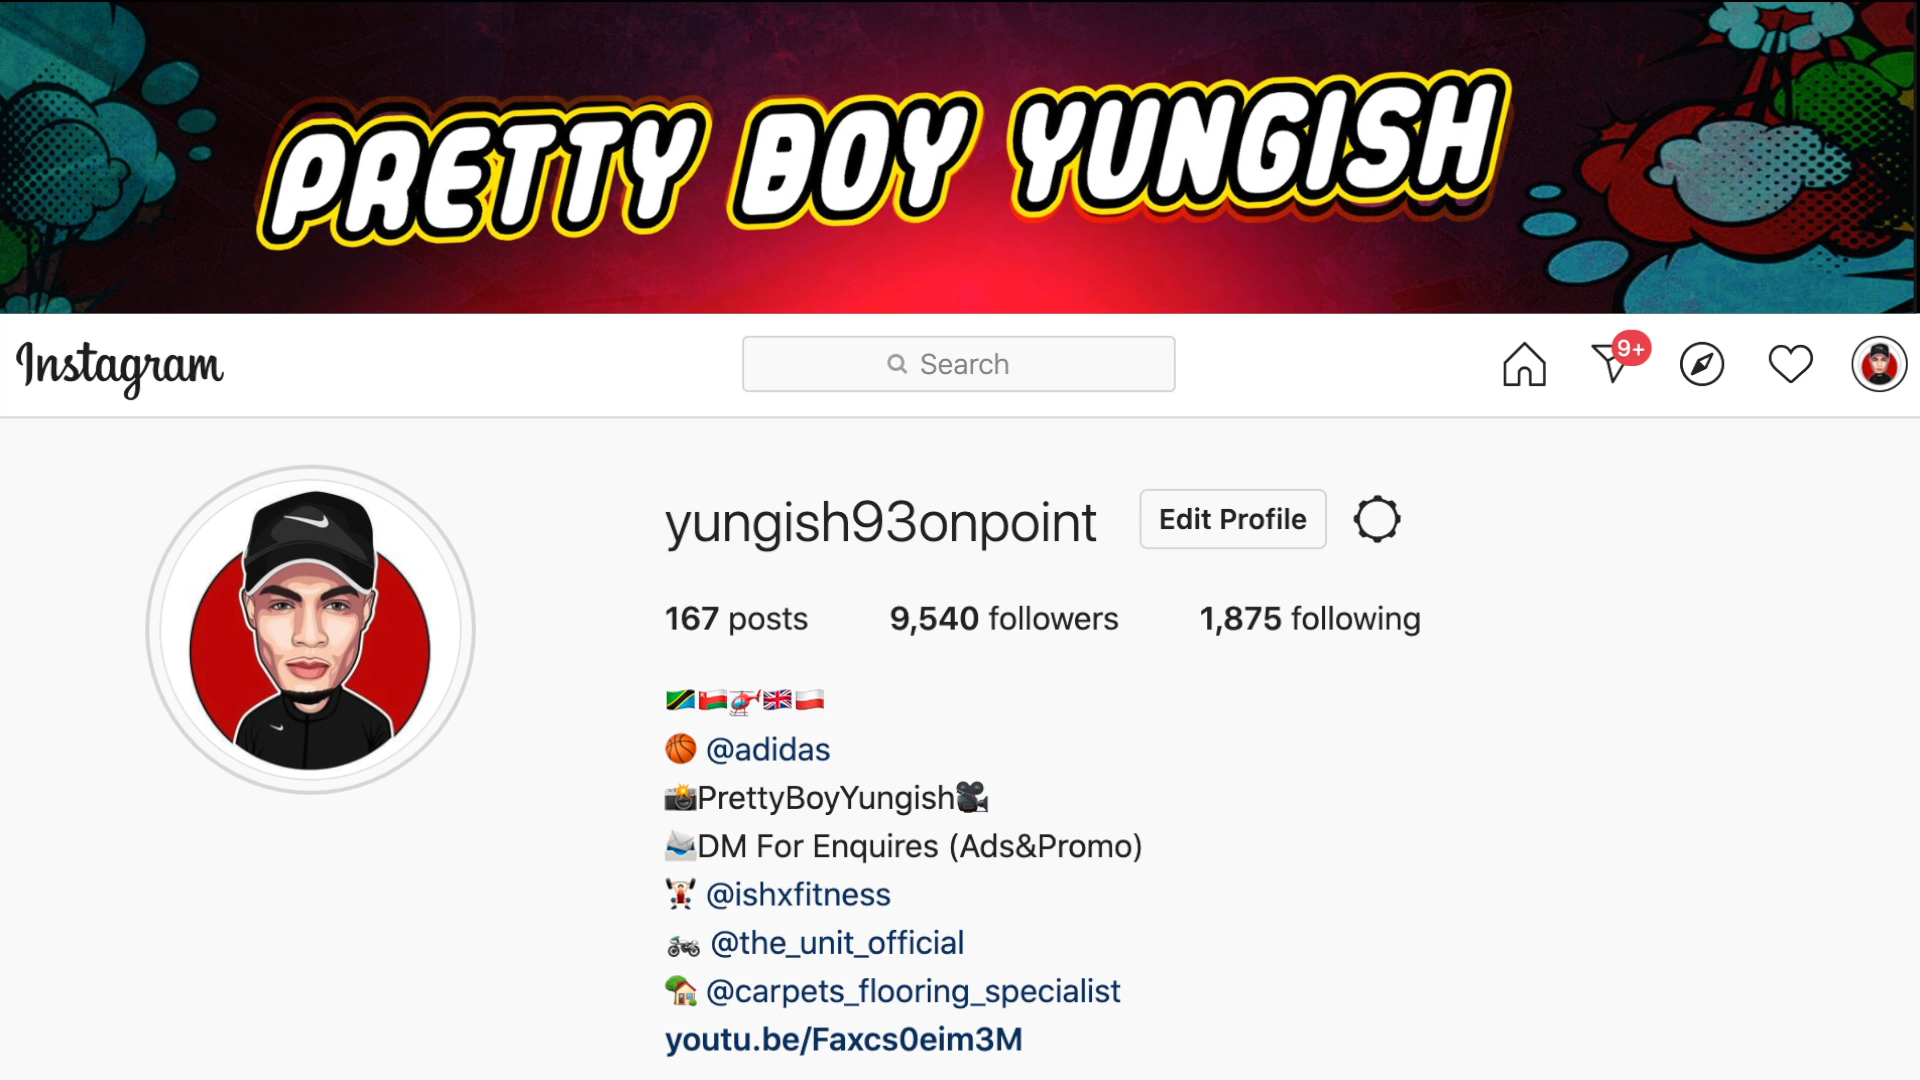 PRETTY BOY YUNGISH
Instagram
Search
9+
yungish93onpoint
Edit Profile
167 posts 9,540 followers 1,875 following
🇹🇿🇴🇲🚁🇬🇧🇵🇱
🏀 @adidas
📸PrettyBoyYungish🎥
📨DM For Enquires (Ads&Promo)
🏋🏻 @ishxfitness
🏍 @the_unit_official
🏡 @carpets_flooring_specialist
youtu.be/Faxcs0eim3M